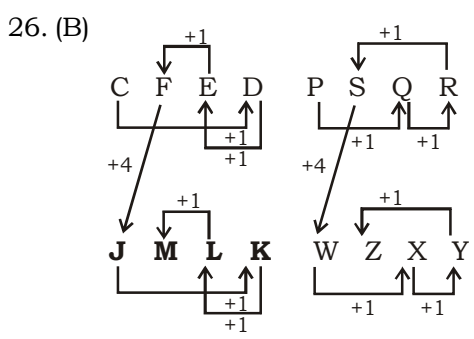 26. (B)
+1 +1
C F E D P S Q R
+1 +1 +1
+1
+4 +4
+1 +1
J M L K W Z X Y
+1 +1 +1
+1